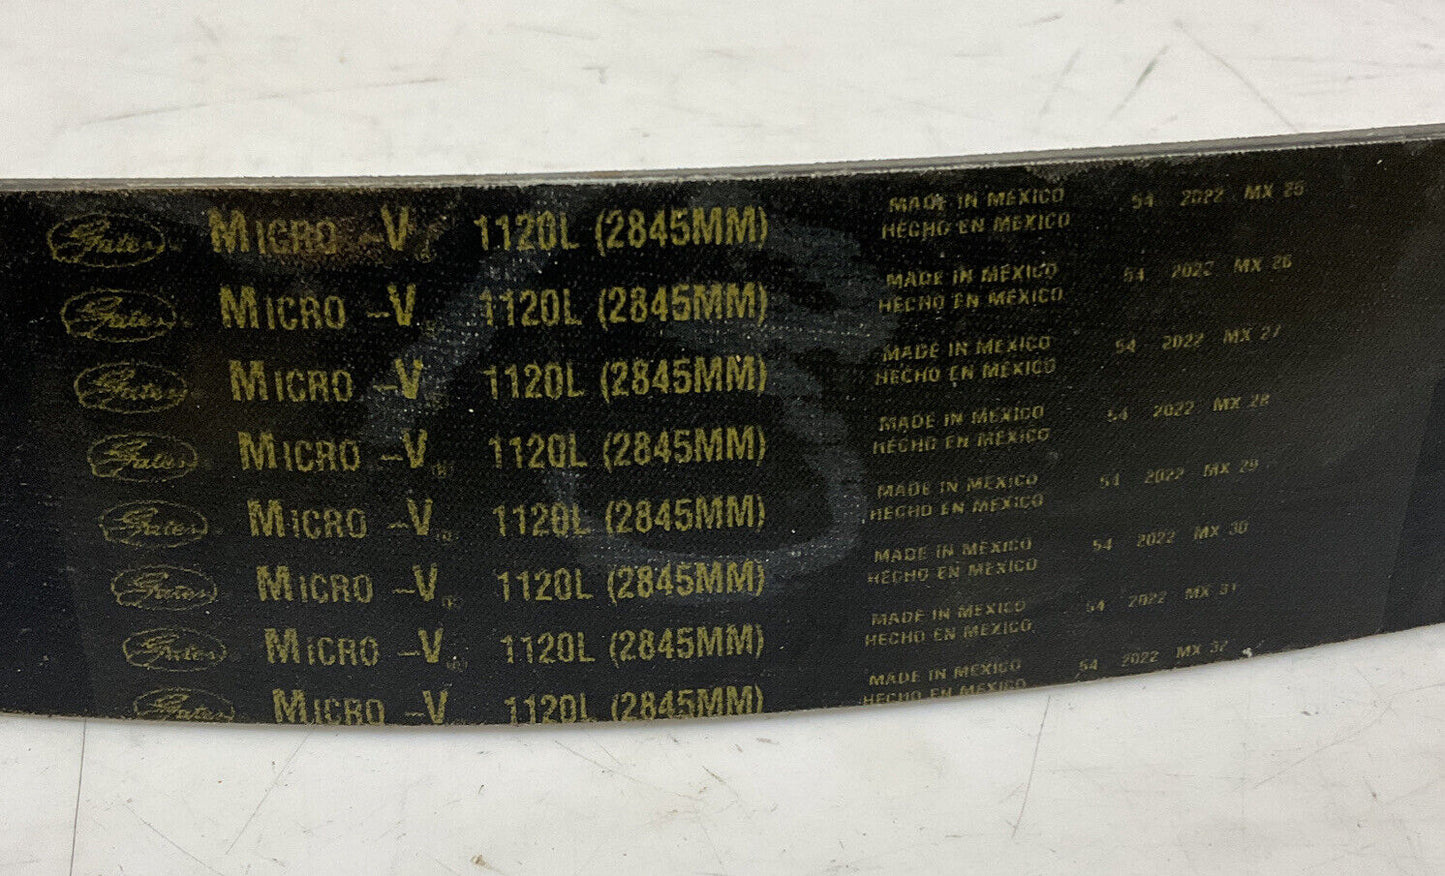 Gates MICRO-V 1120L (2845MM) MADE IN MEXICO 54 2022 MX 25
HECHO EN MEXICO
Gates MICRO-V 1120L (2845MM) MADE IN MEXICO 54 2022 MX 26
HECHO EN MEXICO
Gates MICRO-V 1120L (2845MM) MADE IN MEXICO 54 2022 MX 27
HECHO EN MEXICO
Gates MICRO-V® 1120L (2845MM) MADE IN MEXICO 54 2022 MX 28
HECHO EN MEXICO
Gates MICRO-V® 1120L (2845MM) MADE IN MEXICO 54 2022 MX 29
HECHO EN MEXICO
Gates MICRO-V® 1120L (2845MM) MADE IN MEXICO 54 2022 MX 30
HECHO EN MEXICO
Gates MICRO-V® 1120L (2845MM) MADE IN MEXICO 54 2022 MX 31
HECHO EN MEXICO
Gates MICRO-V 1120L (2845MM) MADE IN MEXICO 54 2022 MX 32
HECHO EN MEXICO